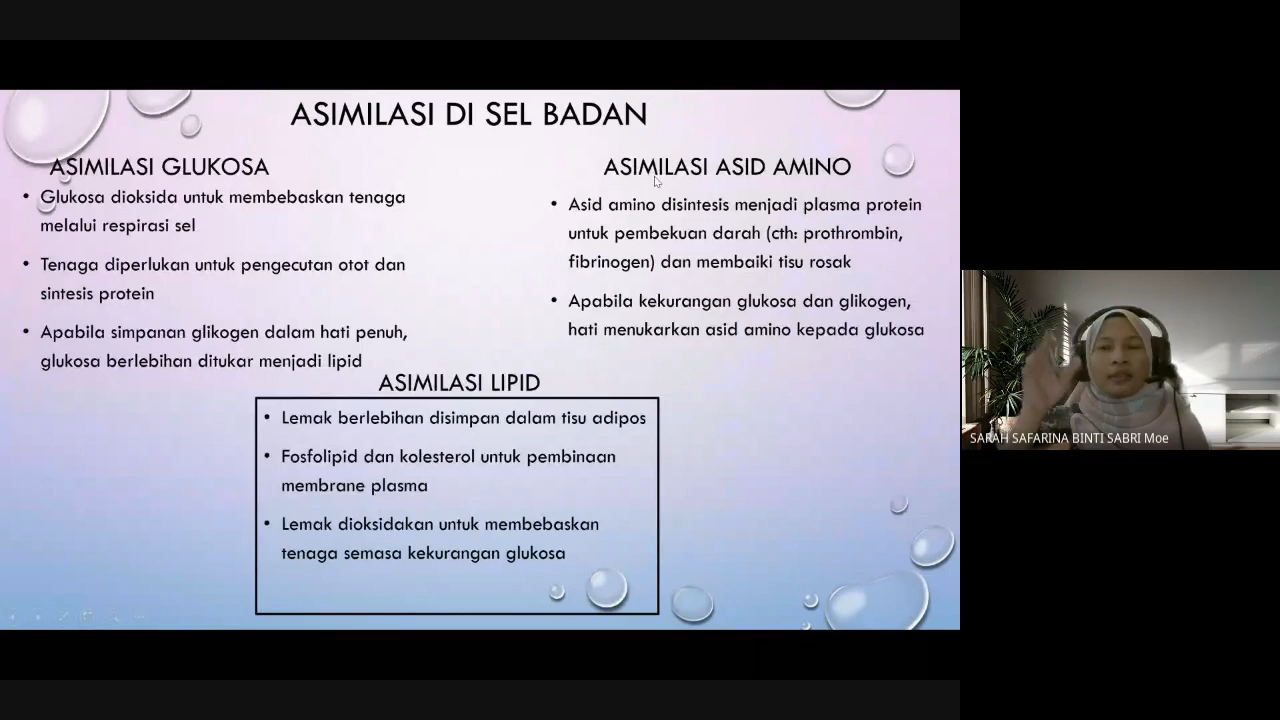 ASIMILASI DI SEL BADAN
ASIMILASI GLUKOSA
• Glukosa dioksida untuk membebaskan tenaga
melalui respirasi sel
• Tenaga diperlukan untuk pengecutan otot dan
sintesis protein
• Apabila simpanan glikogen dalam hati penuh,
glukosa berlebihan ditukar menjadi lipid
ASIMILASI ASID AMINO
• Asid amino disintesis menjadi plasma protein
untuk pembekuan darah (cth: prothrombin,
fibrinogen) dan membaiki tisu rosak
• Apabila kekurangan glukosa dan glikogen,
hati menukarkan asid amino kepada glukosa
ASIMILASI LIPID
• Lemak berlebihan disimpan dalam tisu adipos
• Fosfolipid dan kolesterol untuk pembinaan
membrane plasma
• Lemak dioksidakan untuk membebaskan
tenaga semasa kekurangan glukosa
SARAH SAFARINA BINTI SABRI Moe